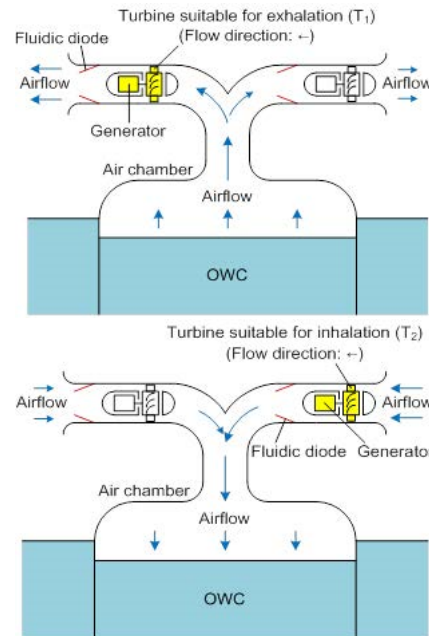 Turbine suitable for exhalation (T₁)
(Flow direction: ←)
Fluidic diode
Airflow
Airflow
Generator
Air chamber
Airflow
OWC
Turbine suitable for inhalation (T₂)
(Flow direction: ←)
Airflow
Airflow
Fluidic diode
Generator
Air chamber
Airflow
OWC